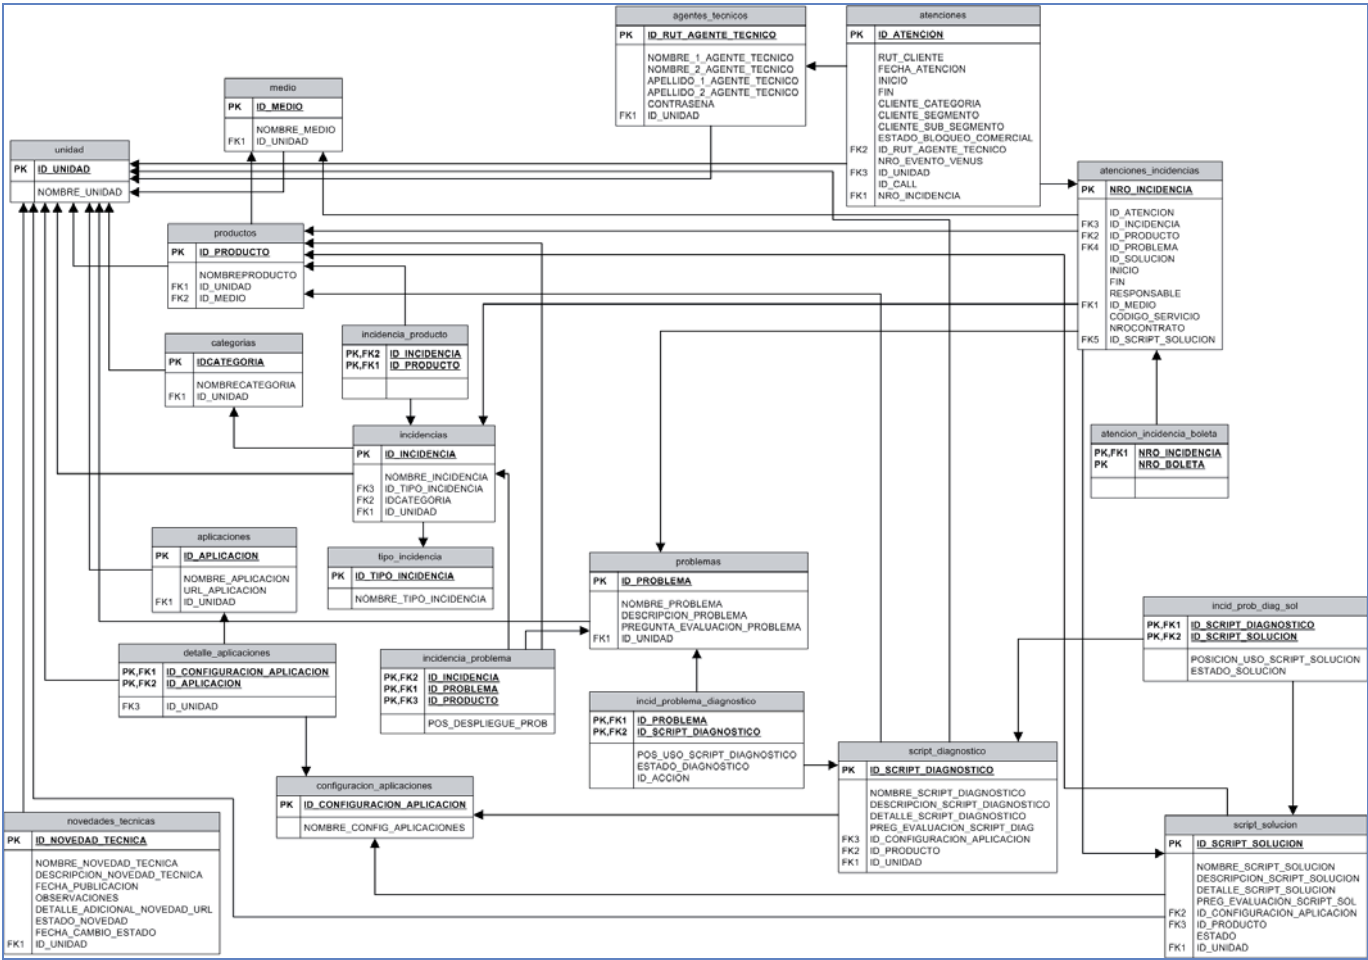 agentes_tecnicos
PK ID_RUT_AGENTE_TECNICO
NOMBRE_1_AGENTE_TECNICO
NOMBRE_2_AGENTE_TECNICO
APELLIDO_1_AGENTE_TECNICO
APELLIDO_2_AGENTE_TECNICO
CONTRASENA
FK1 ID_UNIDAD
atenciones
PK ID_ATENCION
RUT_CLIENTE
FECHA_ATENCION
INICIO
FIN
CLIENTE_CATEGORIA
CLIENTE_SEGMENTO
CLIENTE_SUB_SEGMENTO
ESTADO_BLOQUEO_COMERCIAL
FK2 ID_RUT_AGENTE_TECNICO
NRO_EVENTO_VENUS
FK3 ID_UNIDAD
ID_CALL
FK1 NRO_INCIDENCIA
medio
PK ID_MEDIO
NOMBRE_MEDIO
FK1 ID_UNIDAD
unidad
PK ID_UNIDAD
NOMBRE_UNIDAD
atenciones_incidencias
PK NRO_INCIDENCIA
ID_ATENCION
FK3 ID_INCIDENCIA
FK2 ID_PRODUCTO
FK4 ID_PROBLEMA
ID_SOLUCION
INICIO
FIN
RESPONSABLE
FK1 ID_MEDIO
CODIGO_SERVICIO
NROCONTRATO
FK5 ID_SCRIPT_SOLUCION
productos
PK ID_PRODUCTO
NOMBREPRODUCTO
FK1 ID_UNIDAD
FK2 ID_MEDIO
incidencia_producto
PK,FK2 ID_INCIDENCIA
PK,FK1 ID_PRODUCTO
categorias
PK IDCATEGORIA
NOMBRECATEGORIA
FK1 ID_UNIDAD
incidencias
PK ID_INCIDENCIA
NOMBRE_INCIDENCIA
FK3 ID_TIPO_INCIDENCIA
FK2 IDCATEGORIA
FK1 ID_UNIDAD
atencion_incidencia_boleta
PK,FK1 NRO_INCIDENCIA
PK NRO_BOLETA
aplicaciones
PK ID_APLICACION
NOMBRE_APLICACION
URL_APLICACION
FK1 ID_UNIDAD
tipo_incidencia
PK ID_TIPO_INCIDENCIA
NOMBRE_TIPO_INCIDENCIA
problemas
PK ID_PROBLEMA
NOMBRE_PROBLEMA
DESCRIPCION_PROBLEMA
PREGUNTA_EVALUACION_PROBLEMA
FK1 ID_UNIDAD
incid_prob_diag_sol
PK,FK1 ID_SCRIPT_DIAGNOSTICO
PK,FK2 ID_SCRIPT_SOLUCION
POSICION_USO_SCRIPT_SOLUCION
ESTADO_SOLUCION
detalle_aplicaciones
PK,FK1 ID_CONFIGURACION_APLICACION
PK,FK2 ID_APLICACION
FK3 ID_UNIDAD
incidencia_problema
PK,FK2 ID_INCIDENCIA
PK,FK1 ID_PROBLEMA
PK,FK3 ID_PRODUCTO
POS_DESPLIEGUE_PROB
incid_problema_diagnostico
PK,FK1 ID_PROBLEMA
PK,FK2 ID_SCRIPT_DIAGNOSTICO
POS_USO_SCRIPT_DIAGNOSTICO
ESTADO_DIAGNOSTICO
ID_ACCIÓN
script_diagnostico
PK ID_SCRIPT_DIAGNOSTICO
NOMBRE_SCRIPT_DIAGNOSTICO
DESCRIPCION_SCRIPT_DIAGNOSTICO
DETALLE_SCRIPT_DIAGNOSTICO
PREG_EVALUACION_SCRIPT_DIAG
FK3 ID_CONFIGURACION_APLICACION
FK2 ID_PRODUCTO
FK1 ID_UNIDAD
configuracion_aplicaciones
PK ID_CONFIGURACION_APLICACION
NOMBRE_CONFIG_APLICACIONES
novedades_tecnicas
PK ID_NOVEDAD_TECNICA
NOMBRE_NOVEDAD_TECNICA
DESCRIPCION_NOVEDAD_TECNICA
FECHA_PUBLICACION
OBSERVACIONES
DETALLE_ADICIONAL_NOVEDAD_URL
ESTADO_NOVEDAD
FECHA_CAMBIO_ESTADO
FK1 ID_UNIDAD
script_solucion
PK ID_SCRIPT_SOLUCION
NOMBRE_SCRIPT_SOLUCION
DESCRIPCION_SCRIPT_SOLUCION
DETALLE_SCRIPT_SOLUCION
PREG_EVALUACION_SCRIPT_SOL
FK2 ID_CONFIGURACION_APLICACION
FK3 ID_PRODUCTO
ESTADO
FK1 ID_UNIDAD